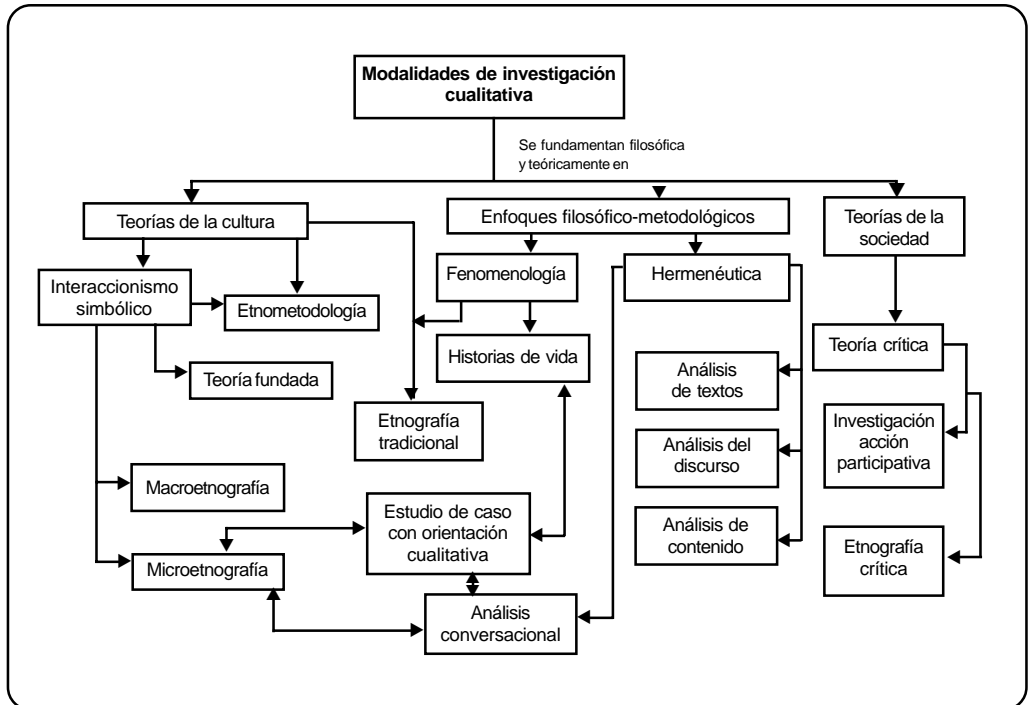 Modalidades de investigación
cualitativa
Se fundamentan filosófica
y teóricamente en
Teorías de la cultura
Enfoques filosófico-metodológicos
Teorías de la
sociedad
Interaccionismo
simbólico
Etnometodología
Fenomenología
Hermenéutica
Teoría fundada
Historias de vida
Teoría crítica
Etnografía
tradicional
Análisis
de textos
Investigación
acción
participativa
Análisis del
discurso
Macroetnografía
Estudio de caso
con orientación
cualitativa
Análisis de
contenido
Etnografía
crítica
Microetnografía
Análisis
conversacional